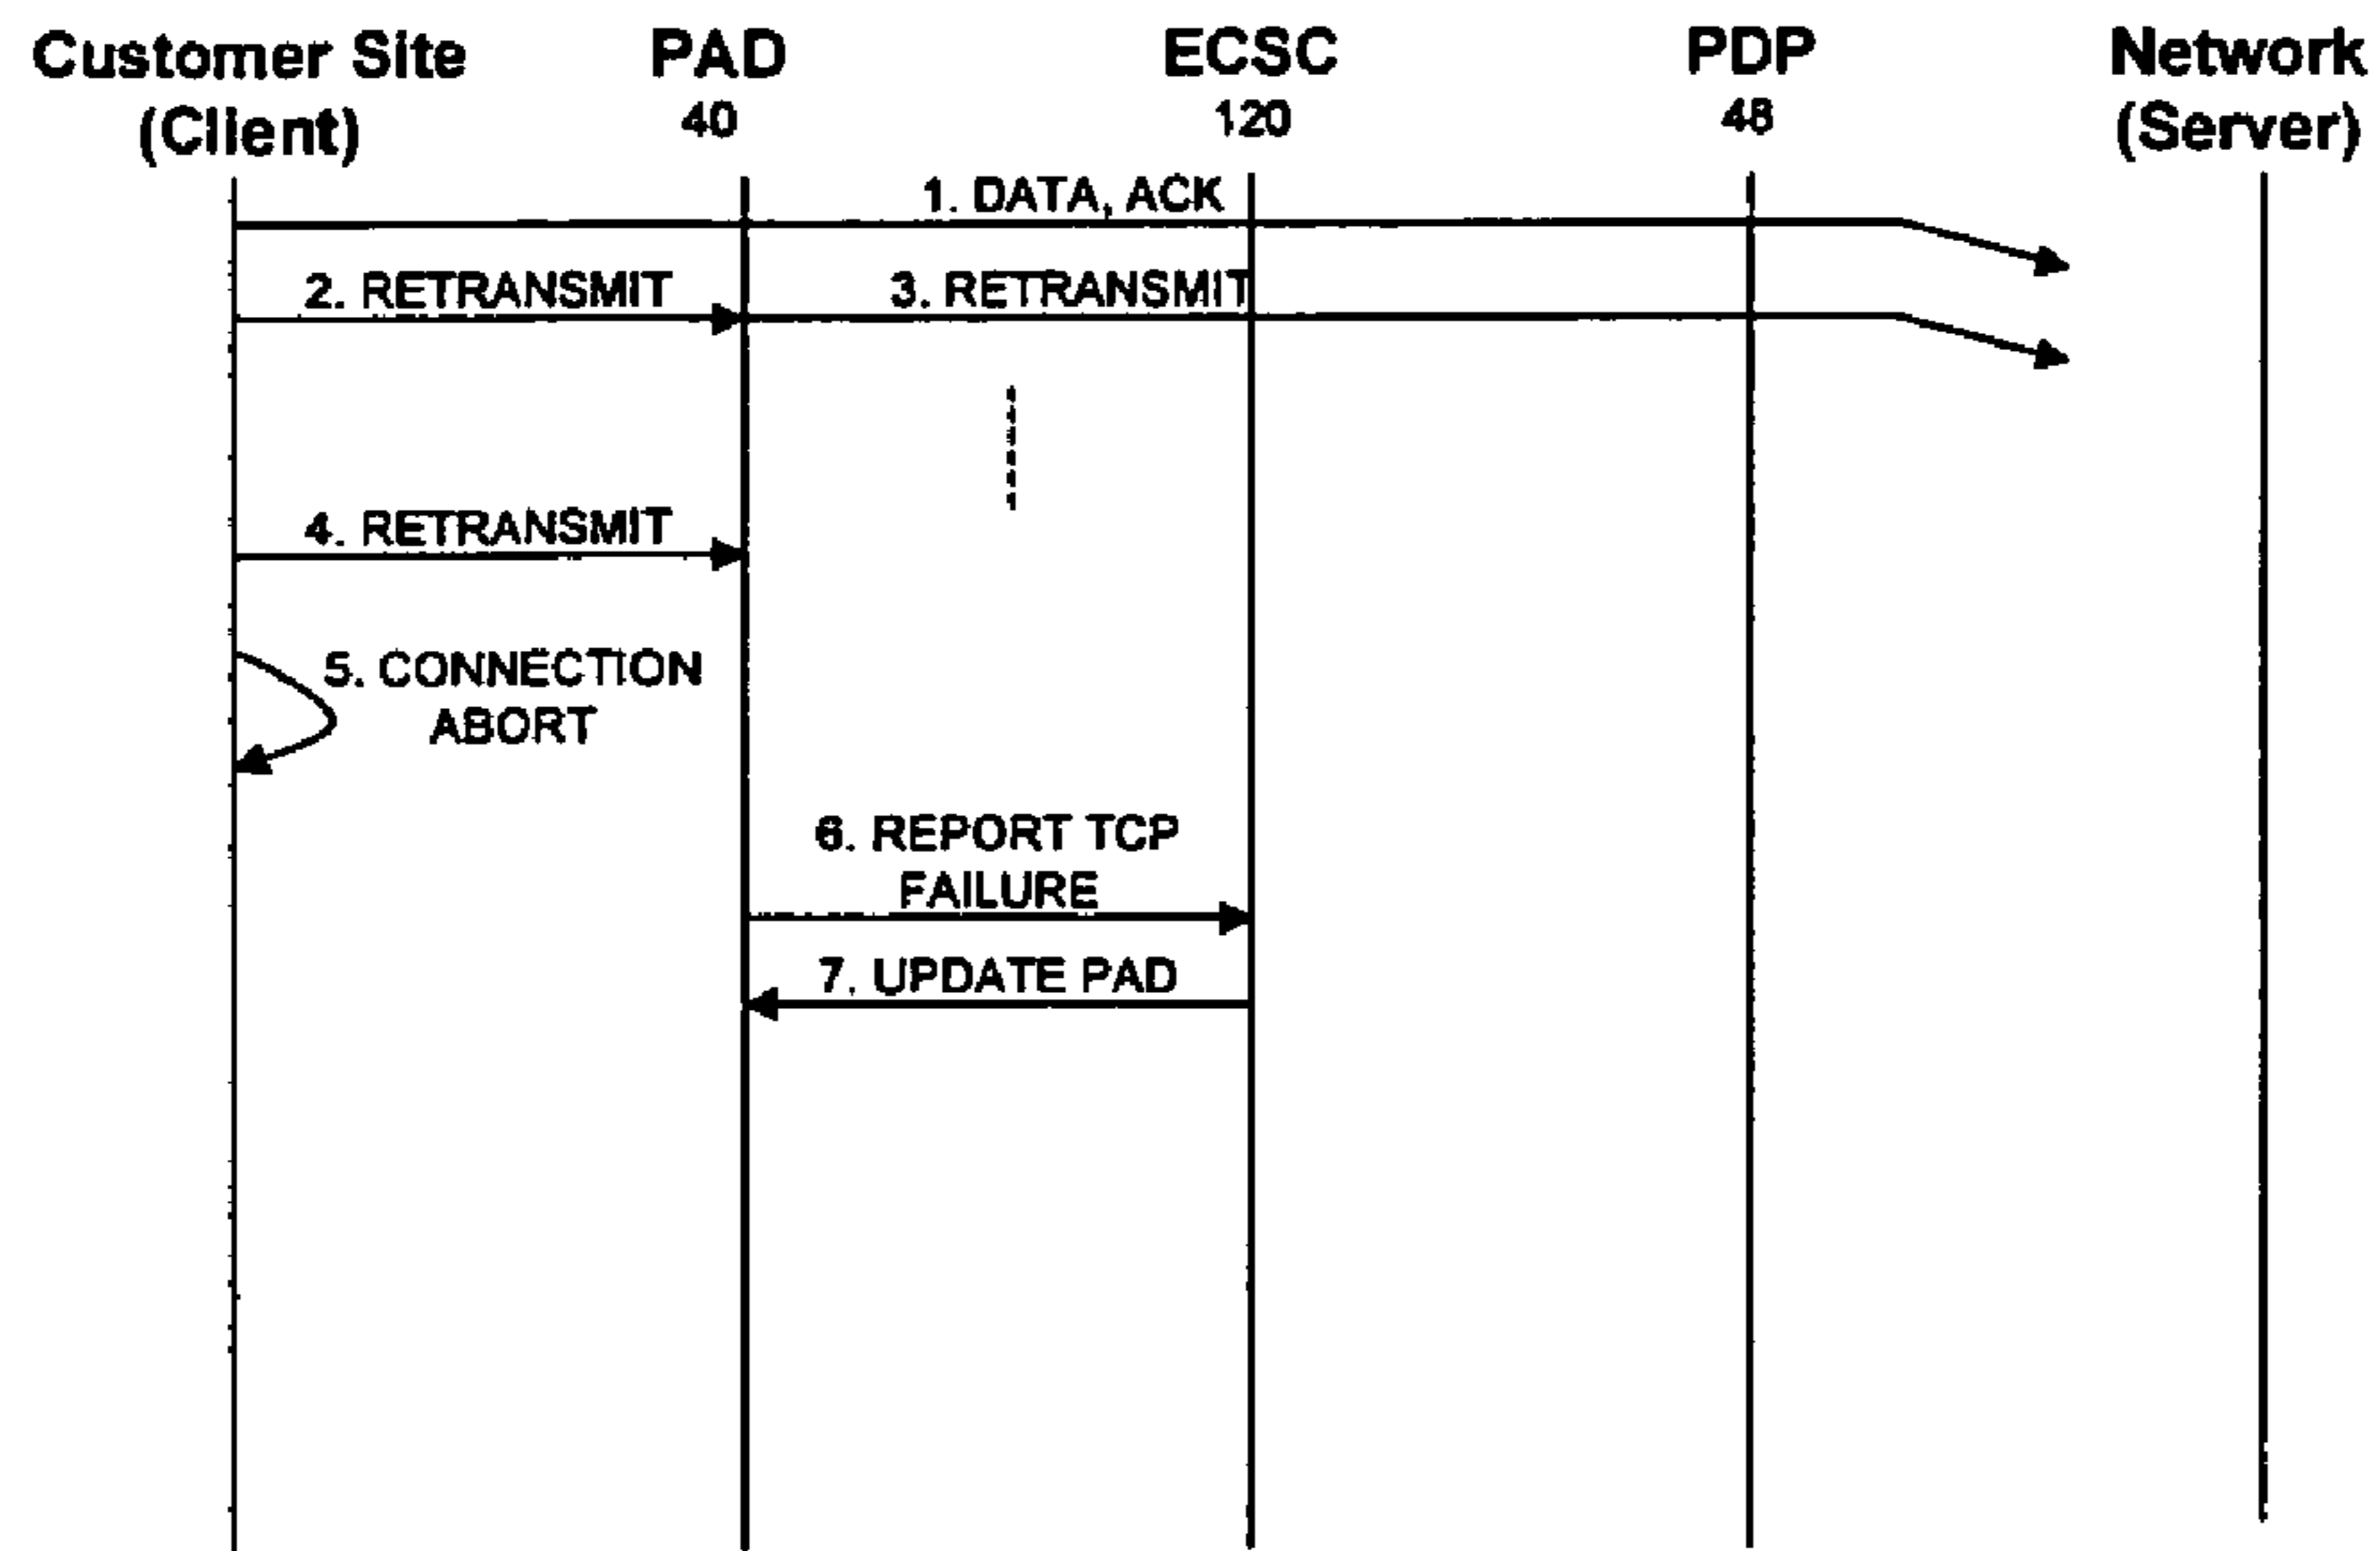 Customer Site PAD ECSC PDP Network
(Client) 40 120 48 (Server)
1. DATA, ACK
2. RETRANSMIT 3. RETRANSMIT
4. RETRANSMIT
5. CONNECTION
ABORT
6. REPORT TCP
FAILURE
7. UPDATE PAD